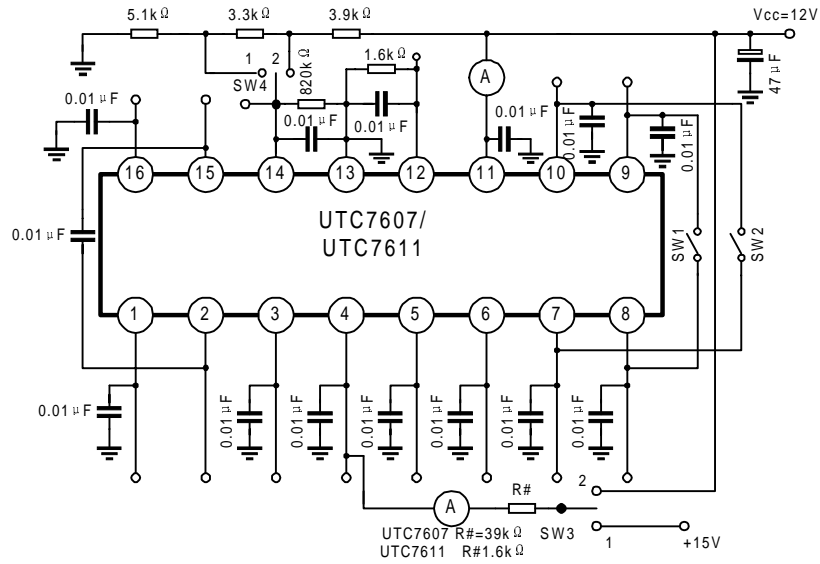 5.1kΩ 3.3kΩ 3.9kΩ Vcc=12V
1 2 1.6kΩ
SW4 820kΩ A 47μF
0.01μF
0.01μF 0.01μF 0.01μF 0.01μF 0.01μF
16 15 14 13 12 11 10 9
UTC7607/
UTC7611
0.01μF SW1 SW2
1 2 3 4 5 6 7 8
0.01μF 0.01μF 0.01μF 0.01μF 0.01μF 0.01μF 0.01μF
2
A R#
UTC7607 R#=39kΩ SW3
UTC7611 R#1.6kΩ 1 +15V